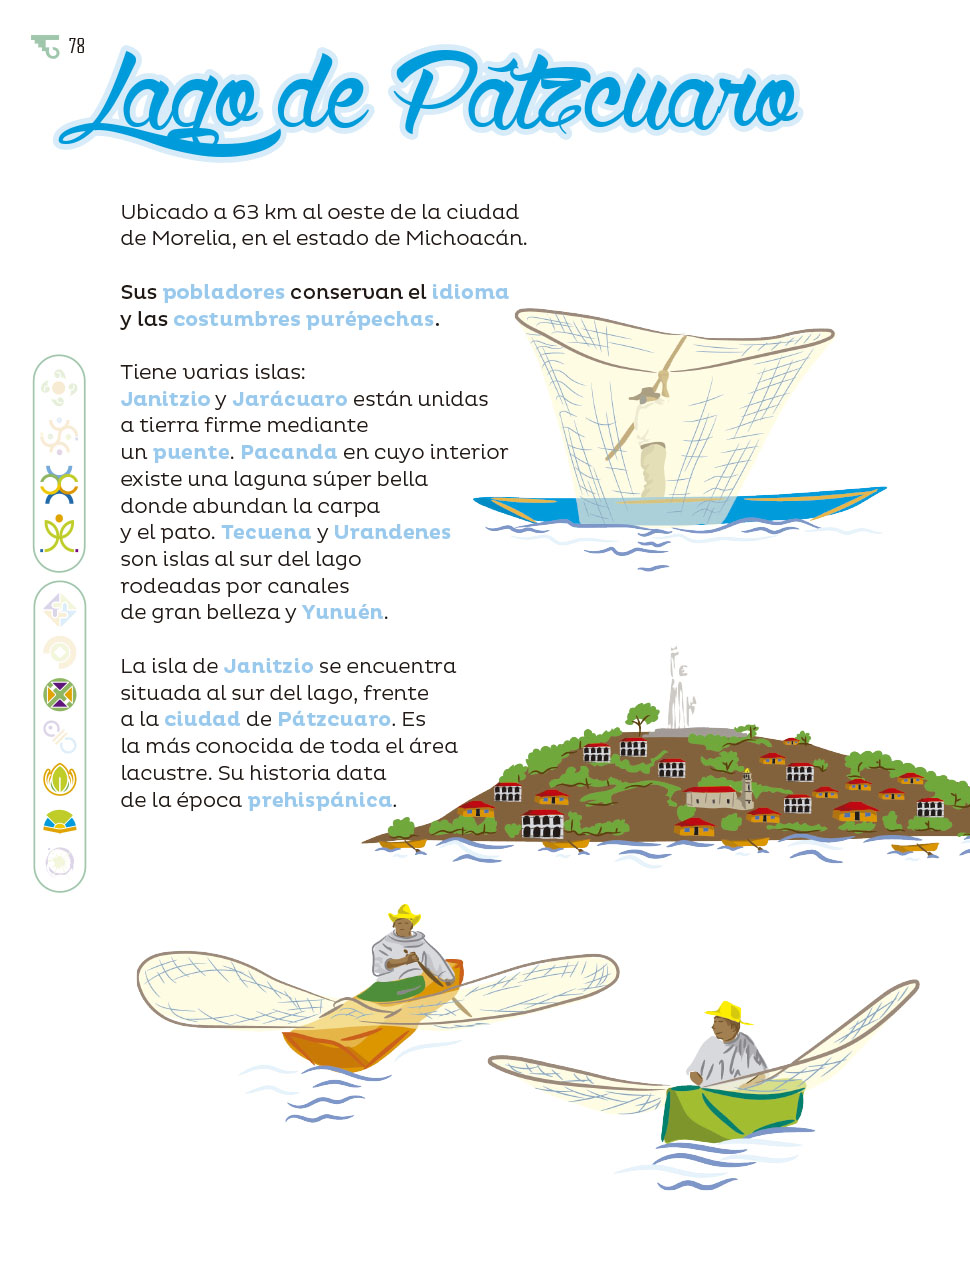 78
Lago de Pátzcuaro
Ubicado a 63 km al oeste de la ciudad
de Morelia, en el estado de Michoacán.
Sus pobladores conservan el idioma
y las costumbres purépechas.
Tiene varias islas:
Janitzio y Jarácuaro están unidas
a tierra firme mediante
un puente. Pacanda en cuyo interior
existe una laguna súper bella
donde abundan la carpa
y el pato. Tecuena y Urandenes
son islas al sur del lago
rodeadas por canales
de gran belleza y Yunuén.
La isla de Janitzio se encuentra
situada al sur del lago, frente
a la ciudad de Pátzcuaro. Es
la más conocida de toda el área
lacustre. Su historia data
de la época prehispánica.